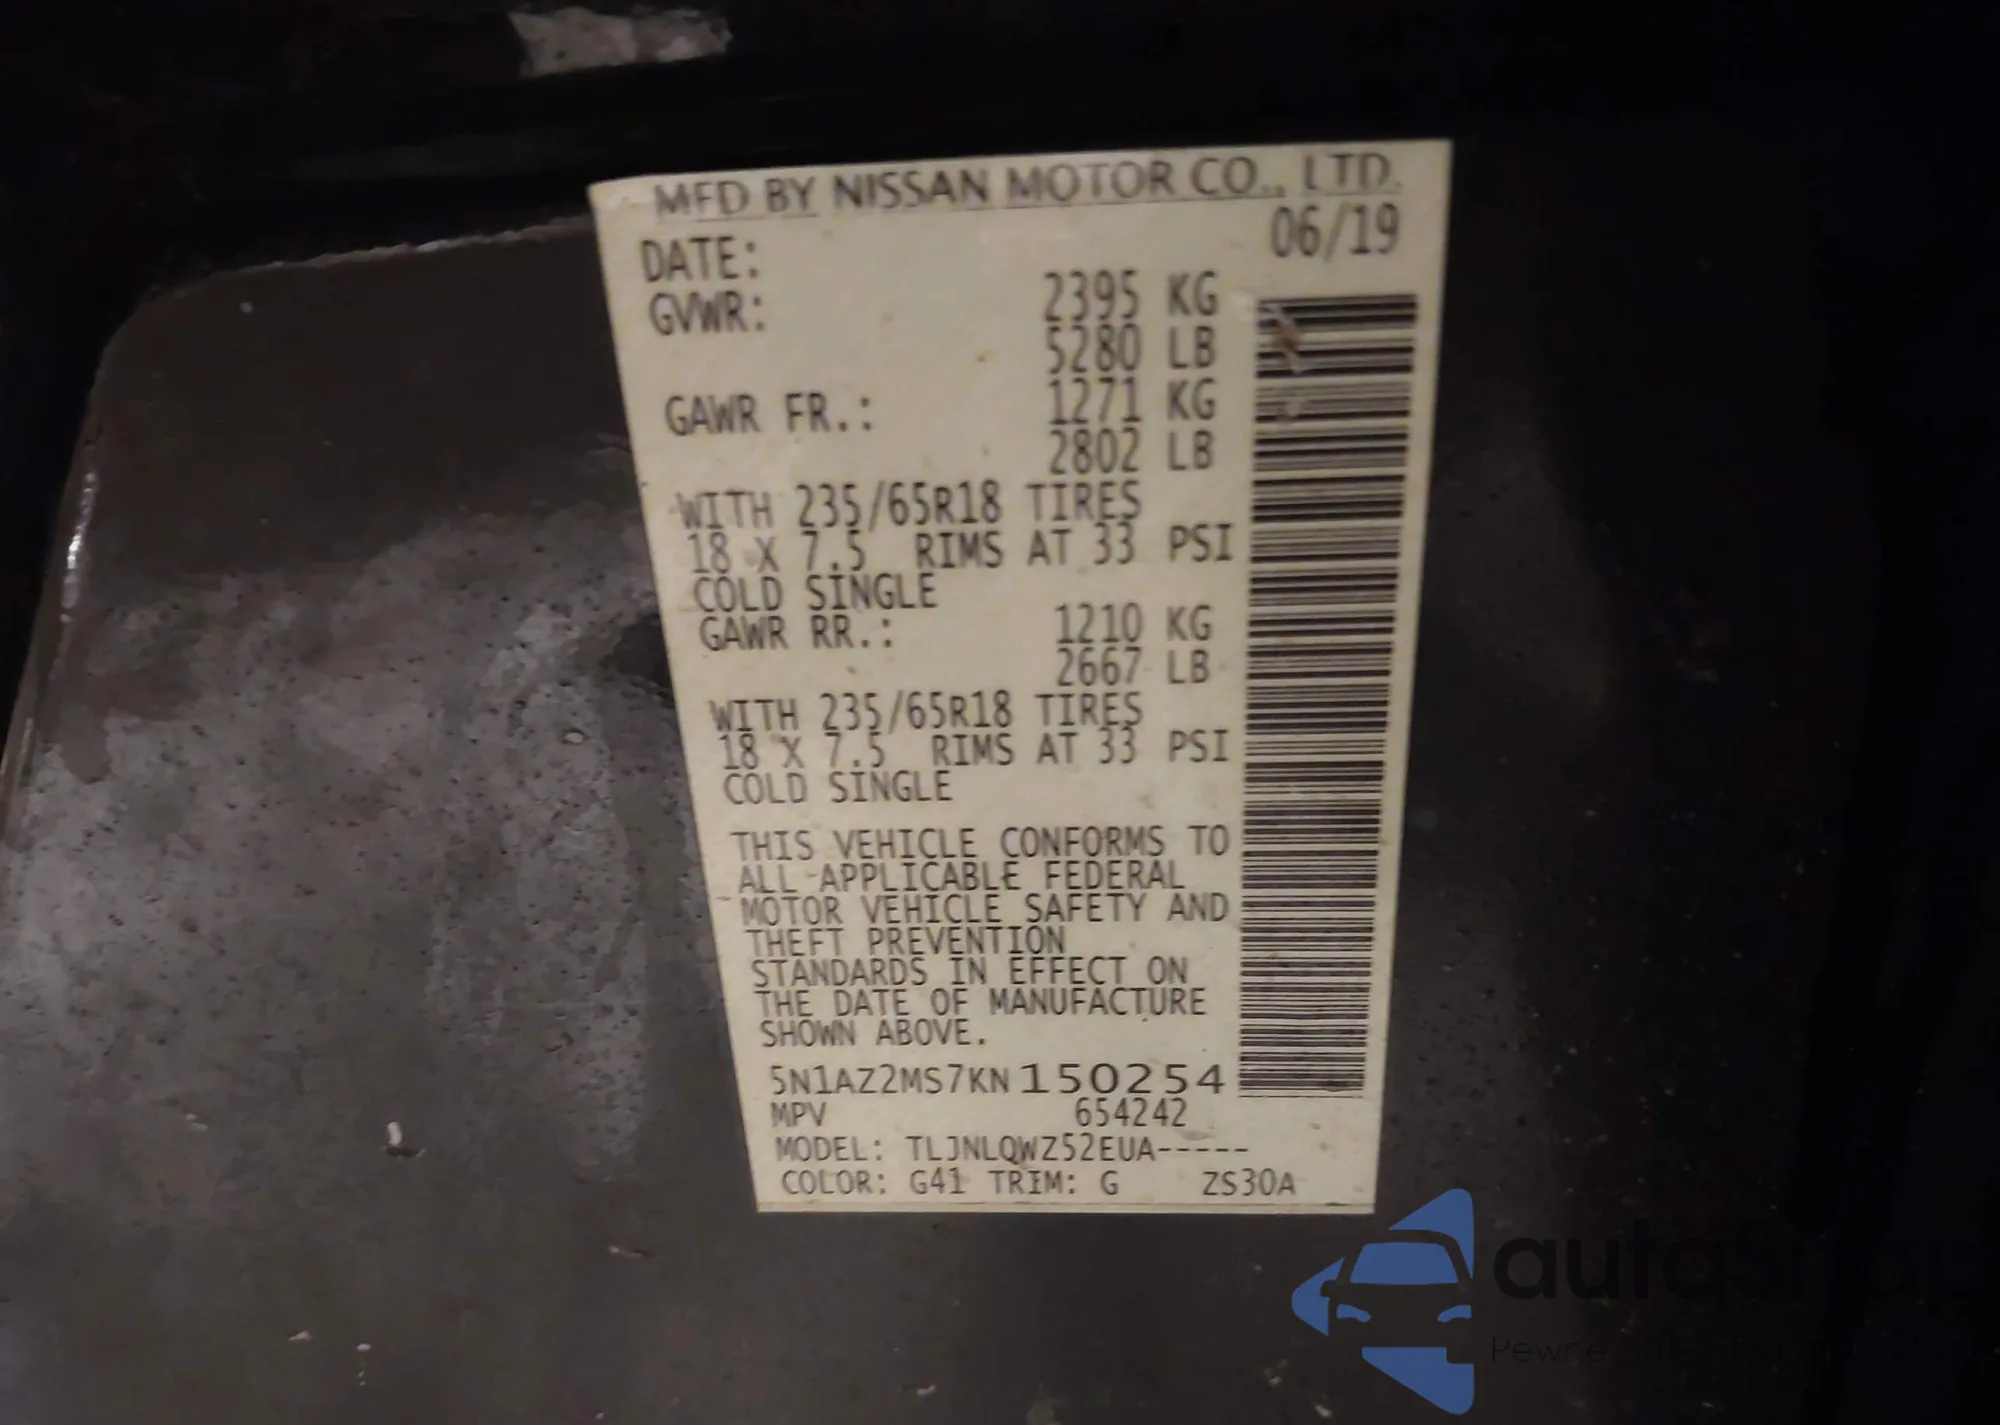 MFD BY NISSAN MOTOR CO., LTD.
DATE: 06/19
GVWR: 2395 KG
5280 LB
GAWR FR.: 1271 KG
2802 LB
WITH 235/65R18 TIRES
18 X 7.5 RIMS AT 33 PSI
COLD SINGLE
GAWR RR.: 1210 KG
2667 LB
WITH 235/65R18 TIRES
18 X 7.5 RIMS AT 33 PSI
COLD SINGLE
THIS VEHICLE CONFORMS TO
ALL APPLICABLE FEDERAL
MOTOR VEHICLE SAFETY AND
THEFT PREVENTION
STANDARDS IN EFFECT ON
THE DATE OF MANUFACTURE
SHOWN ABOVE.
5N1AZ2MS7KN150254
MPV 654242
MODEL: TLJNLQWZ52EUA-----
COLOR: G41 TRIM: G ZS30A
Pewne